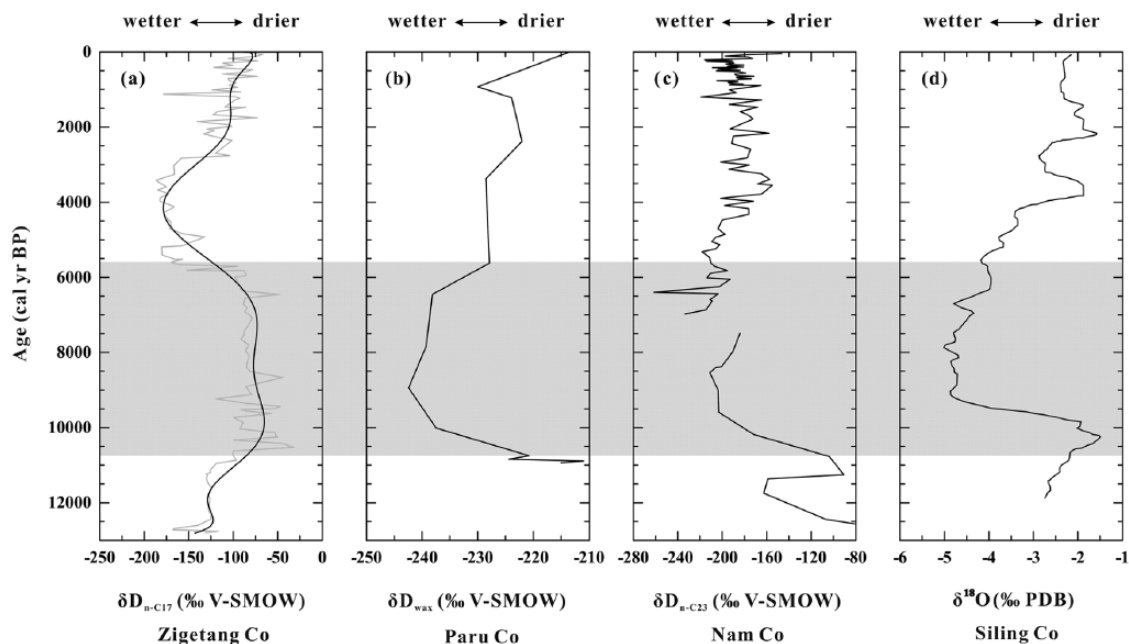 wetter drier wetter drier wetter drier wetter drier
(a) (b) (c) (d)
Age (cal yr BP)
0
2000
4000
6000
8000
10000
12000
-250 -200 -150 -100 -50 0 -250 -240 -230 -220 -210 -280 -240 -200 -160 -120 -80 -6 -5 -4 -3 -2 -1
δDn-C17 (‰ V-SMOW) δDwax (‰ V-SMOW) δDn-C23 (‰ V-SMOW) δ18O (‰ PDB)
Zigetang Co Paru Co Nam Co Siling Co